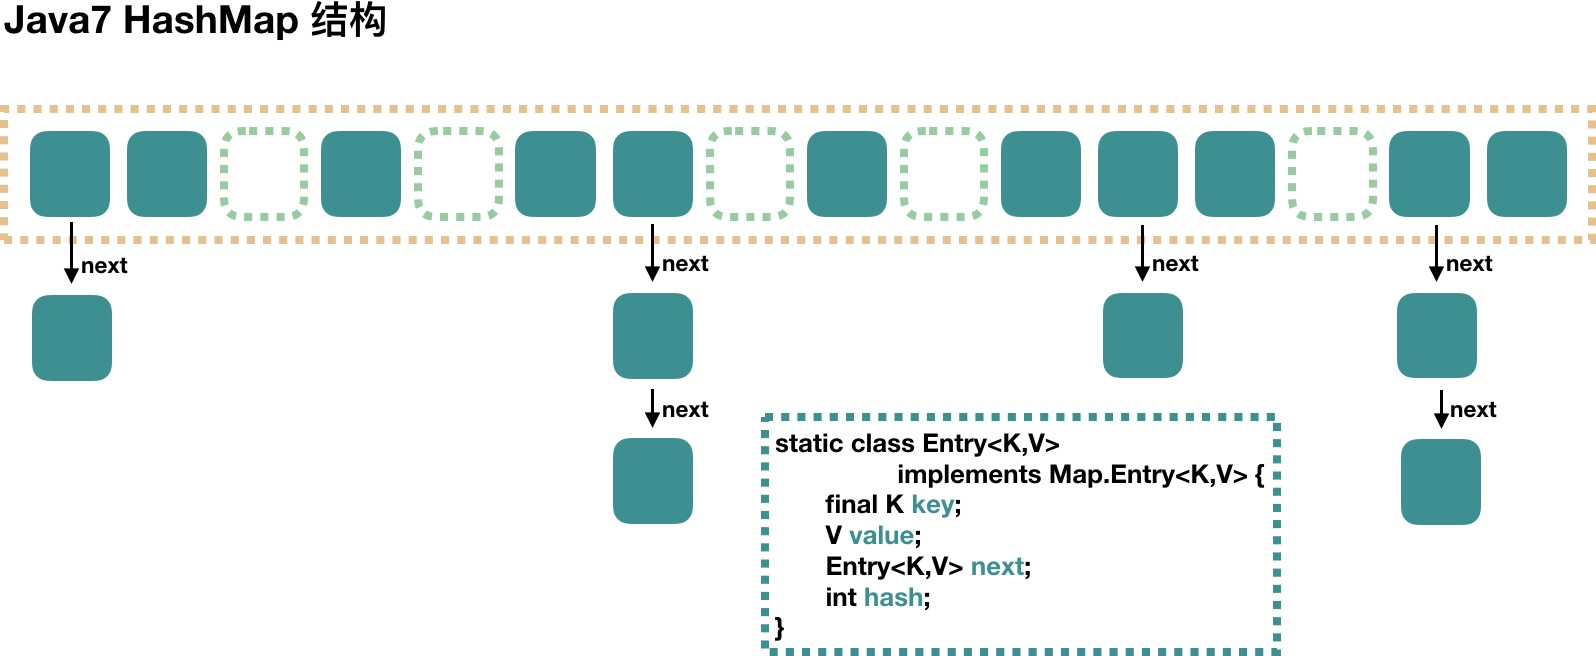 Java7 HashMap 结构
next
next
next
next
next
next
static class Entry<K,V>
implements Map.Entry<K,V> {
final K key;
V value;
Entry<K,V> next;
int hash;
}